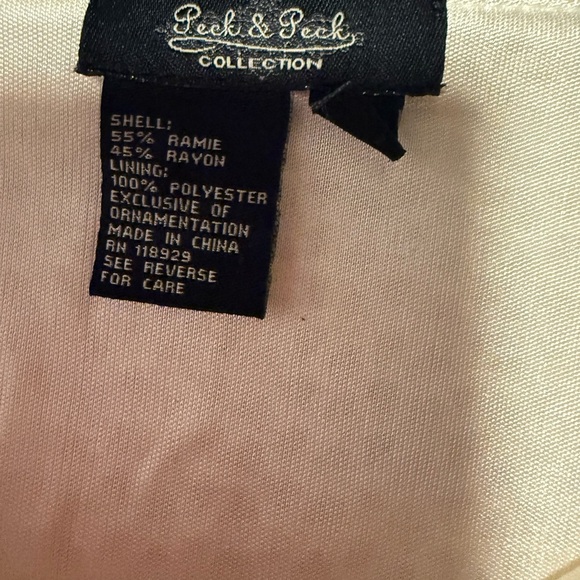 Peck & Peck
COLLECTION
SHELL:
55% RAMIE
45% RAYON
LINING:
100% POLYESTER
EXCLUSIVE OF
ORNAMENTATION
MADE IN CHINA
RN 118929
SEE REVERSE
FOR CARE